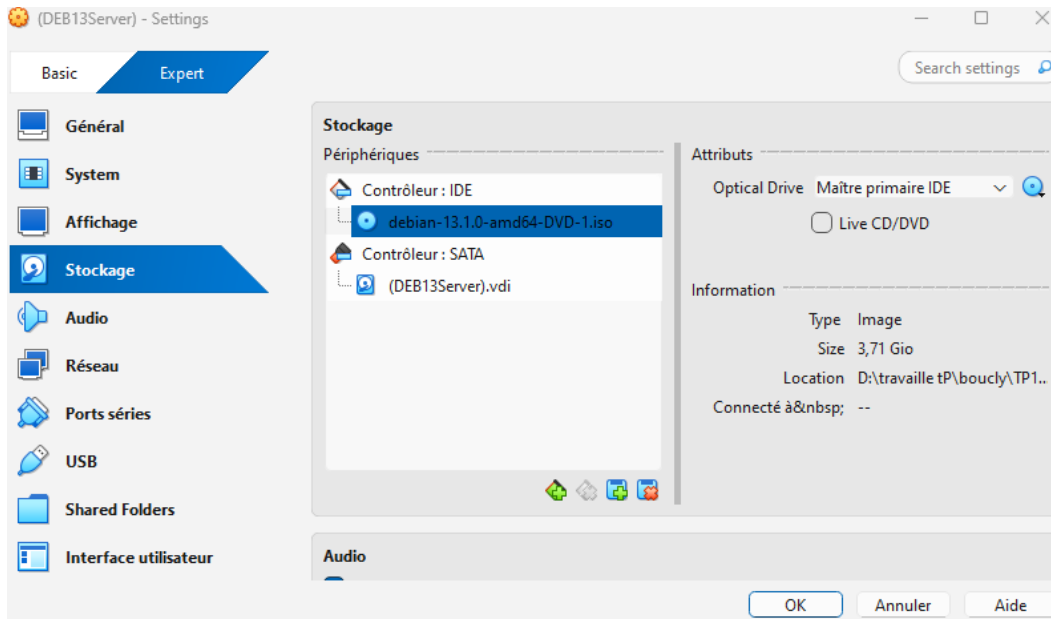 (DEB13Server) - Settings
Basic
Expert
Search settings
Général
System
Affichage
Stockage
Audio
Réseau
Ports séries
USB
Shared Folders
Interface utilisateur
Stockage
Périphériques
Contrôleur : IDE
debian-13.1.0-amd64-DVD-1.iso
Contrôleur : SATA
(DEB13Server).vdi
Attributs
Optical Drive Maître primaire IDE
Live CD/DVD
Information
Type Image
Size 3,71 Gio
Location D:\travaille tP\boucly\TP1...
Connecté à&nbsp; --
Audio
OK
Annuler
Aide